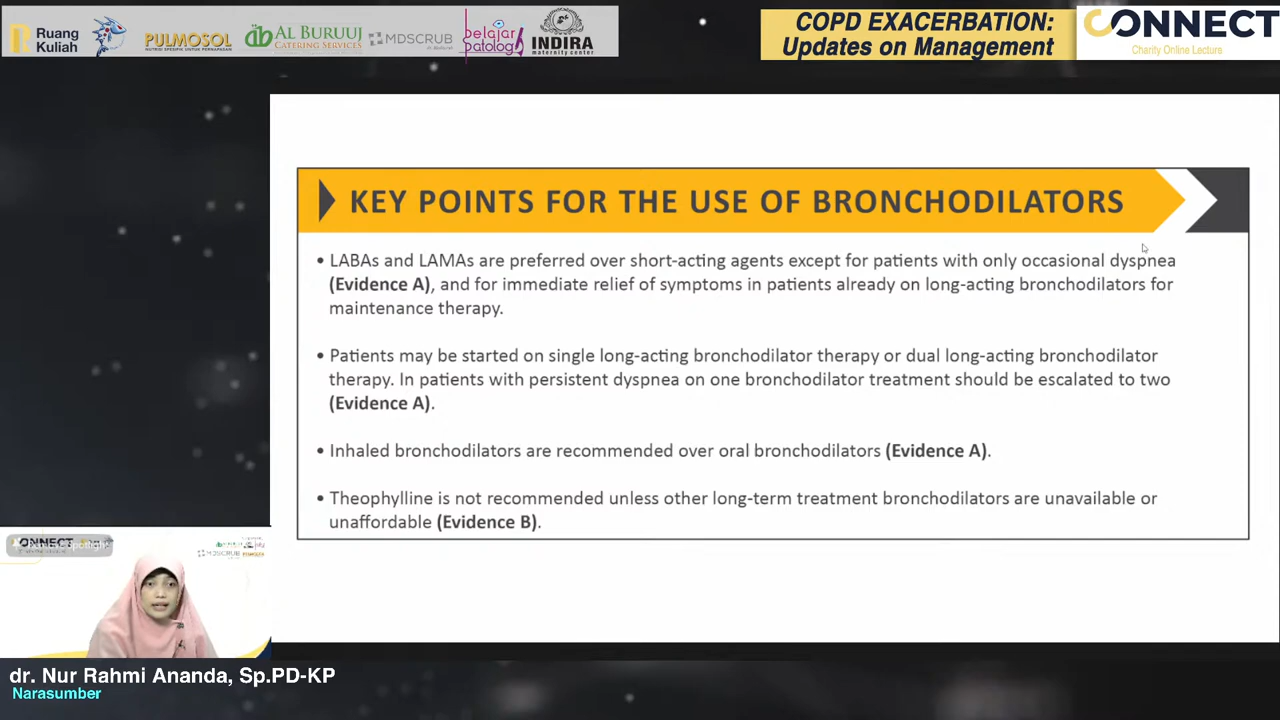 Ruang
Kuliah
PULMOSOL
NUTRISI SPESIFIK UNTUK PERNAPASAN
AL BURUUJ
CATERING SERVICES
MDSCRUB
belajar
patologi
INDIRA
maternity center
COPD EXACERBATION:
Updates on Management
CONNECT
Charity Online Lecture
KEY POINTS FOR THE USE OF BRONCHODILATORS
• LABAs and LAMAs are preferred over short-acting agents except for patients with only occasional dyspnea
(Evidence A), and for immediate relief of symptoms in patients already on long-acting bronchodilators for
maintenance therapy.
• Patients may be started on single long-acting bronchodilator therapy or dual long-acting bronchodilator
therapy. In patients with persistent dyspnea on one bronchodilator treatment should be escalated to two
(Evidence A).
• Inhaled bronchodilators are recommended over oral bronchodilators (Evidence A).
• Theophylline is not recommended unless other long-term treatment bronchodilators are unavailable or
unaffordable (Evidence B).
MDSCRUB
dr. Nur Rahmi Ananda, Sp.PD-KP
Narasumber